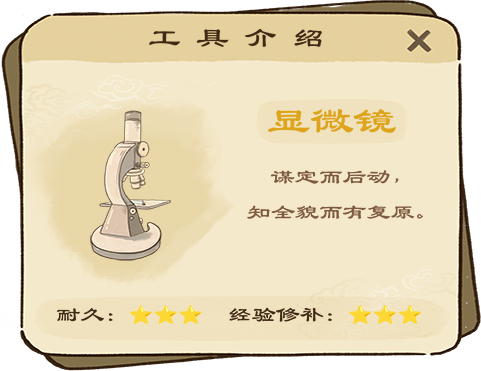 工具介绍
显微镜
谋定而后动，
知全貌而有复原。
耐久：⭐⭐⭐ 经验修补：⭐⭐⭐